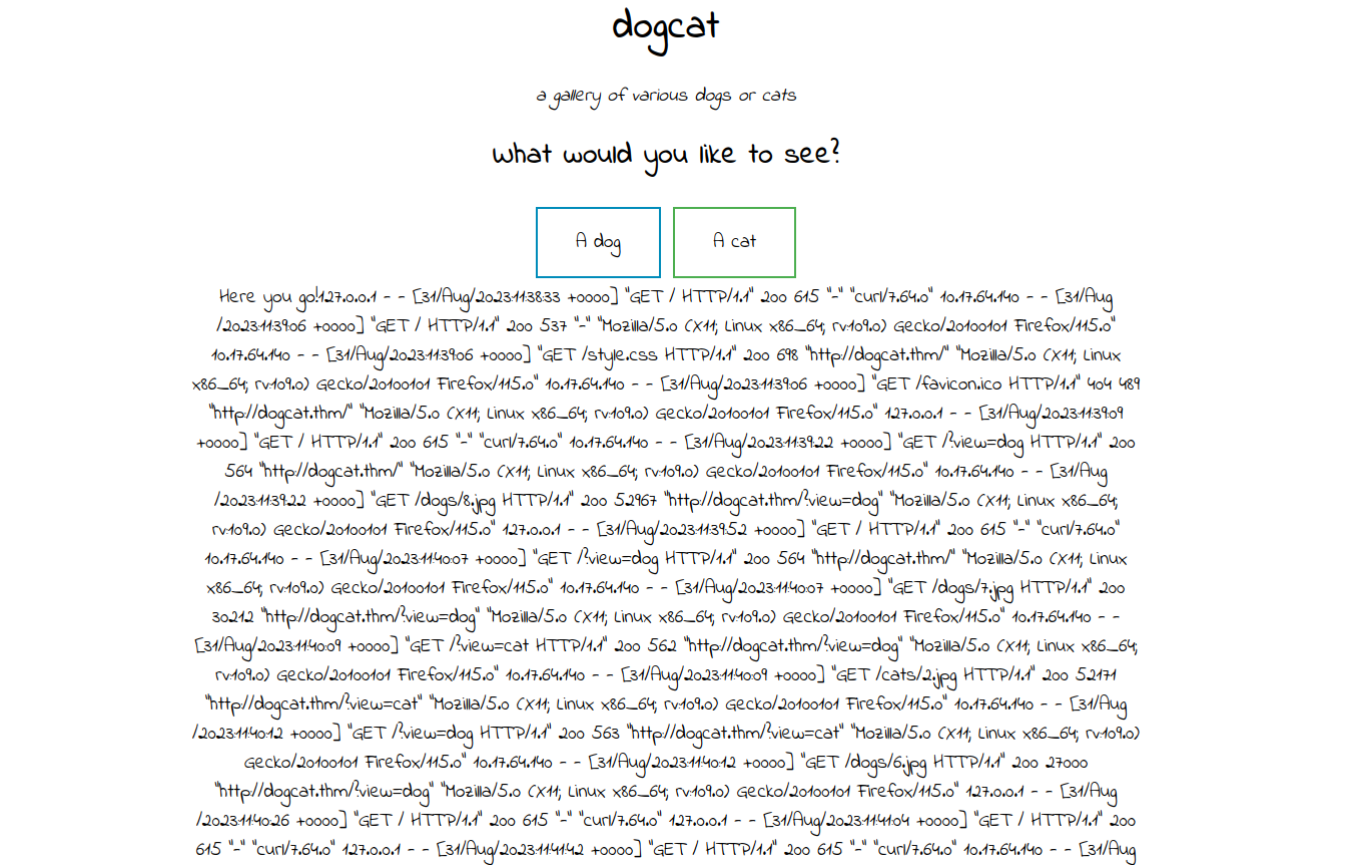 dogcat
a gallery of various dogs or cats
what would you like to see?
A dog
A cat
Here you go!127.0.0.1 - - [31/Aug/2023:11:38:33 +0000] "GET / HTTP/1.1" 200 615 "-" "curl/7.64.0" 10.17.64.140 - - [31/Aug
/2023:11:39:06 +0000] "GET / HTTP/1.1" 200 537 "-" "Mozilla/5.0 (X11; Linux x86_64; rv:109.0) Gecko/20100101 Firefox/115.0"
10.17.64.140 - - [31/Aug/2023:11:39:06 +0000] "GET /style.css HTTP/1.1" 200 698 "http://dogcat.thm/" "Mozilla/5.0 (X11; Linux
x86_64; rv:109.0) Gecko/20100101 Firefox/115.0" 10.17.64.140 - - [31/Aug/2023:11:39:06 +0000] "GET /favicon.ico HTTP/1.1" 404 489
"http://dogcat.thm/" "Mozilla/5.0 (X11; Linux x86_64; rv:109.0) Gecko/20100101 Firefox/115.0" 127.0.0.1 - - [31/Aug/2023:11:39:09
+0000] "GET / HTTP/1.1" 200 615 "-" "curl/7.64.0" 10.17.64.140 - - [31/Aug/2023:11:39:22 +0000] "GET /?view=dog HTTP/1.1" 200
564 "http://dogcat.thm/" "Mozilla/5.0 (X11; Linux x86_64; rv:109.0) Gecko/20100101 Firefox/115.0" 10.17.64.140 - - [31/Aug
/2023:11:39:22 +0000] "GET /dogs/8.jpg HTTP/1.1" 200 52967 "http://dogcat.thm/?view=dog" "Mozilla/5.0 (X11; Linux x86_64;
rv:109.0) Gecko/20100101 Firefox/115.0" 127.0.0.1 - - [31/Aug/2023:11:39:52 +0000] "GET / HTTP/1.1" 200 615 "-" "curl/7.64.0"
10.17.64.140 - - [31/Aug/2023:11:40:07 +0000] "GET /?view=dog HTTP/1.1" 200 564 "http://dogcat.thm/" "Mozilla/5.0 (X11; Linux
x86_64; rv:109.0) Gecko/20100101 Firefox/115.0" 10.17.64.140 - - [31/Aug/2023:11:40:07 +0000] "GET /dogs/7.jpg HTTP/1.1" 200
30212 "http://dogcat.thm/?view=dog" "Mozilla/5.0 (X11; Linux x86_64; rv:109.0) Gecko/20100101 Firefox/115.0" 10.17.64.140 - -
[31/Aug/2023:11:40:09 +0000] "GET /?view=cat HTTP/1.1" 200 562 "http://dogcat.thm/?view=dog" "Mozilla/5.0 (X11; Linux x86_64;
rv:109.0) Gecko/20100101 Firefox/115.0" 10.17.64.140 - - [31/Aug/2023:11:40:09 +0000] "GET /cats/2.jpg HTTP/1.1" 200 52171
"http://dogcat.thm/?view=cat" "Mozilla/5.0 (X11; Linux x86_64; rv:109.0) Gecko/20100101 Firefox/115.0" 10.17.64.140 - - [31/Aug
/2023:11:40:12 +0000] "GET /?view=dog HTTP/1.1" 200 563 "http://dogcat.thm/?view=cat" "Mozilla/5.0 (X11; Linux x86_64; rv:109.0)
Gecko/20100101 Firefox/115.0" 10.17.64.140 - - [31/Aug/2023:11:40:12 +0000] "GET /dogs/6.jpg HTTP/1.1" 200 27000
"http://dogcat.thm/?view=dog" "Mozilla/5.0 (X11; Linux x86_64; rv:109.0) Gecko/20100101 Firefox/115.0" 127.0.0.1 - - [31/Aug
/2023:11:40:26 +0000] "GET / HTTP/1.1" 200 615 "-" "curl/7.64.0" 127.0.0.1 - - [31/Aug/2023:11:41:04 +0000] "GET / HTTP/1.1" 200
615 "-" "curl/7.64.0" 127.0.0.1 - - [31/Aug/2023:11:41:42 +0000] "GET / HTTP/1.1" 200 615 "-" "curl/7.64.0" 10.17.64.140 - - [31/Aug